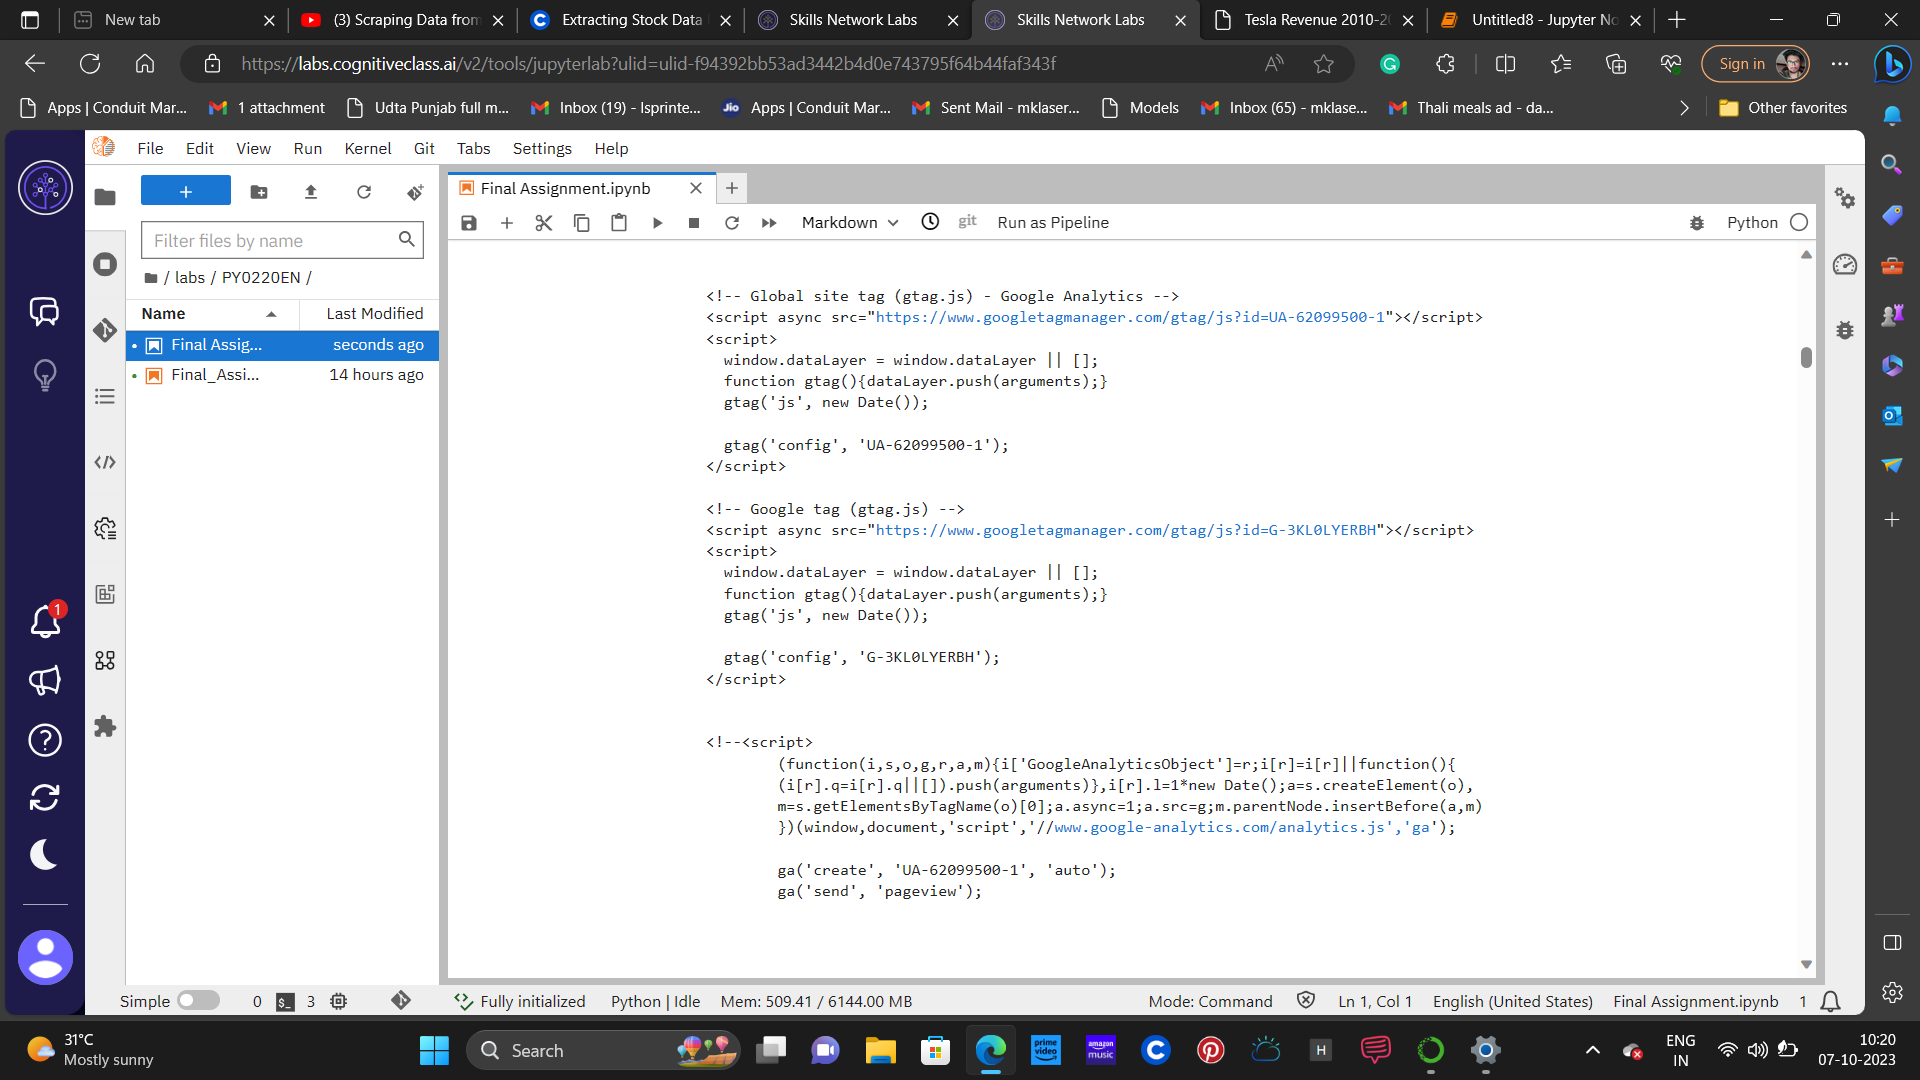 New tab
(3) Scraping Data from
Extracting Stock Data
Skills Network Labs
Skills Network Labs
Tesla Revenue 2010-2
Untitled8 - Jupyter No
https://labs.cognitiveclass.ai/v2/tools/jupyterlab?ulid=ulid-f94392bb53ad3442b4d0e743795f64b44faf343f
Sign in
Apps | Conduit Mar...
1 attachment
Udta Punjab full m...
Inbox (19) - lsprinte...
Jio
Apps | Conduit Mar...
Sent Mail - mklaser...
Models
Inbox (65) - mklase...
Thali meals ad - da...
Other favorites
File Edit View Run Kernel Git Tabs Settings Help
Final Assignment.ipynb
Markdown
git
Run as Pipeline
Python
Filter files by name
/ labs / PY0220EN /
Name
Last Modified
Final Assig...
seconds ago
Final_Assi...
14 hours ago
<!-- Global site tag (gtag.js) - Google Analytics -->
<script async src="https://www.googletagmanager.com/gtag/js?id=UA-62099500-1"></script>
<script>
window.dataLayer = window.dataLayer || [];
function gtag(){dataLayer.push(arguments);}
gtag('js', new Date());
gtag('config', 'UA-62099500-1');
</script>
<!-- Google tag (gtag.js) -->
<script async src="https://www.googletagmanager.com/gtag/js?id=G-3KL0LYERBH"></script>
<script>
window.dataLayer = window.dataLayer || [];
function gtag(){dataLayer.push(arguments);}
gtag('js', new Date());
gtag('config', 'G-3KL0LYERBH');
</script>
<!--<script>
(function(i,s,o,g,r,a,m){i['GoogleAnalyticsObject']=r;i[r]=i[r]||function(){
(i[r].q=i[r].q||[]).push(arguments)},i[r].l=1*new Date();a=s.createElement(o),
m=s.getElementsByTagName(o)[0];a.async=1;a.src=g;m.parentNode.insertBefore(a,m)
})(window,document,'script','//www.google-analytics.com/analytics.js','ga');
ga('create', 'UA-62099500-1', 'auto');
ga('send', 'pageview');
1
Simple
0
3
Fully initialized
Python | Idle
Mem: 509.41 / 6144.00 MB
Mode: Command
Ln 1, Col 1
English (United States)
Final Assignment.ipynb
1
31°C
Mostly sunny
Search
prime video
amazon music
H
ENG
IN
10:20
07-10-2023